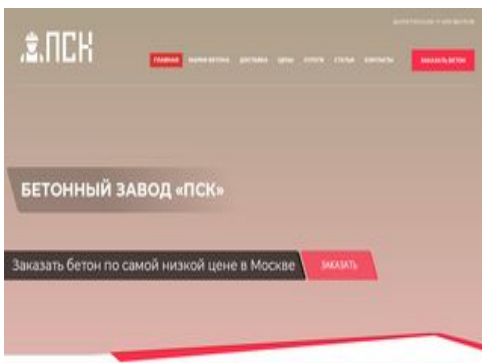 ПСК
ГЛАВНАЯ МАРКИ БЕТОНА ДОСТАВКА ЦЕНЫ УСЛУГИ СТАТЬИ КОНТАКТЫ ЗАКАЗАТЬ БЕТОН
БЕТОННЫЙ ЗАВОД «ПСК»
Заказать бетон по самой низкой цене в Москве ЗАКАЗАТЬ